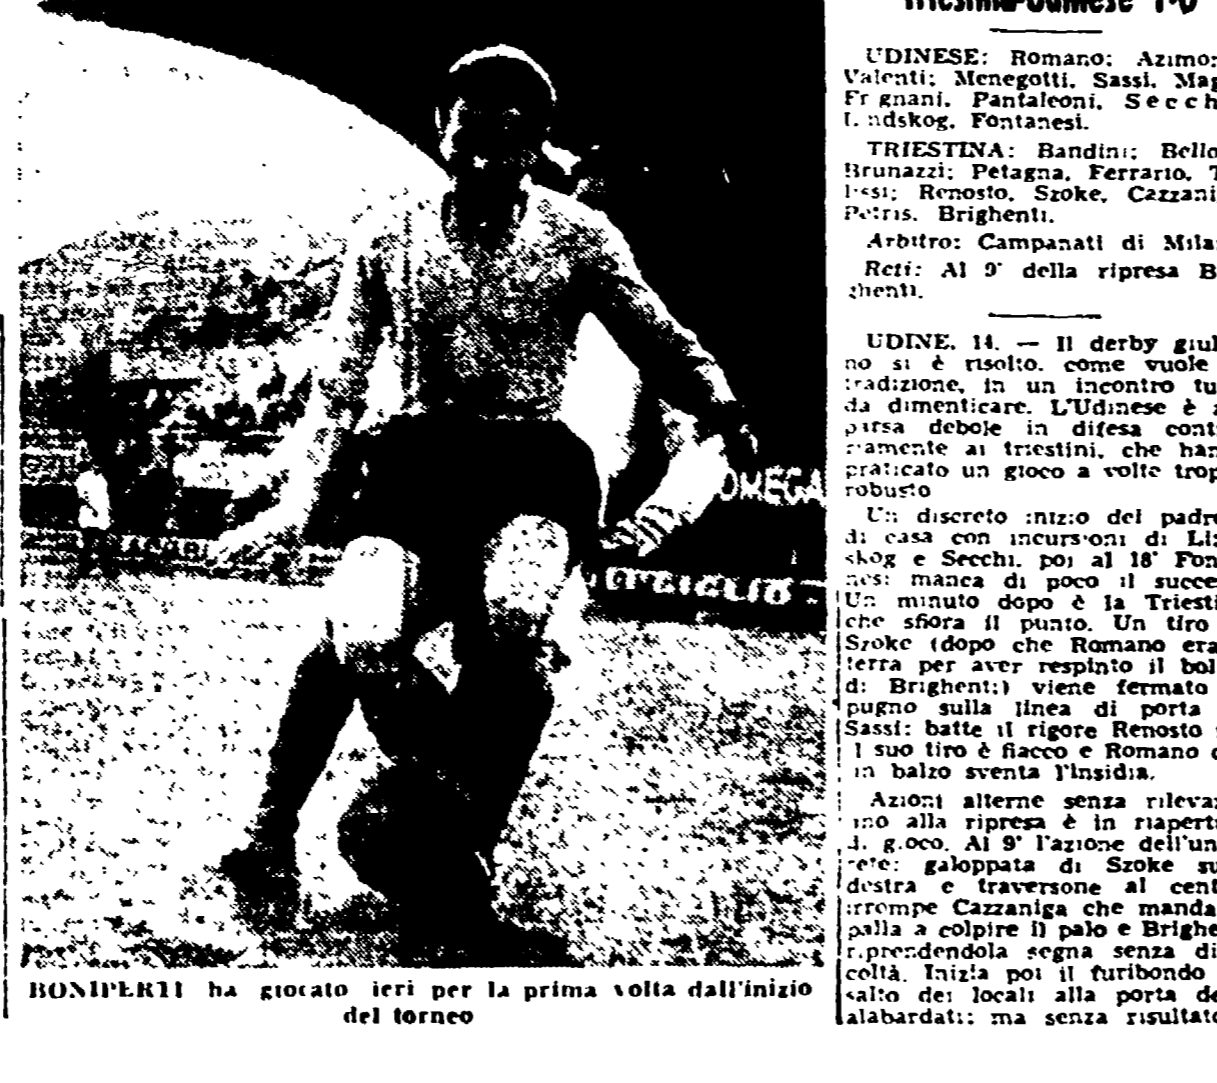 OMEGA
GIGLIO
BONIPERTI ha giocato ieri per la prima volta dall'inizio
del torneo
Triestina-Udinese 1-0
UDINESE: Romano; Azimo;
Valenti; Menegotti, Sassi, Mag
Frignani, Pantaleoni, Secch
Lindskog, Fontanesi.
TRIESTINA: Bandini; Bello
Brunazzi; Petagna, Ferrario, T
Renosto, Szoke, Cazzani
Petris, Brighenti.
Arbitro: Campanati di Mila
Reti: Al 9' della ripresa B
ghenti.
UDINE, 14. — Il derby giul
no si è risolto, come vuole
tradizione, in un incontro tu
da dimenticare. L'Udinese è a
parsa debole in difesa cont
riamente ai triestini, che han
praticato un gioco a volte trop
robusto
Un discreto inizio dei padro
di casa con incursioni di Li
skog e Secchi, poi al 18' Fon
nesi manca di poco il succe
Un minuto dopo è la Triesti
che sfiora il punto. Un tiro
Szoke (dopo che Romano era
terra per aver respinto il bol
di Brighenti) viene fermato
pugno sulla linea di porta
Sassi: batte il rigore Renosto
l suo tiro è fiacco e Romano c
in balzo sventa l'insidia.
Azioni alterne senza rileva
ino alla ripresa è in riapert
di gioco. Al 9' l'azione dell'un
rete: galoppata di Szoke su
destra e traversone al cent
irrompe Cazzaniga che manda
palla a colpire il palo e Brighe
riprendendola segna senza di
coltà. Inizia poi il furibondo
salto dei locali alla porta de
alabardati: ma senza risultato